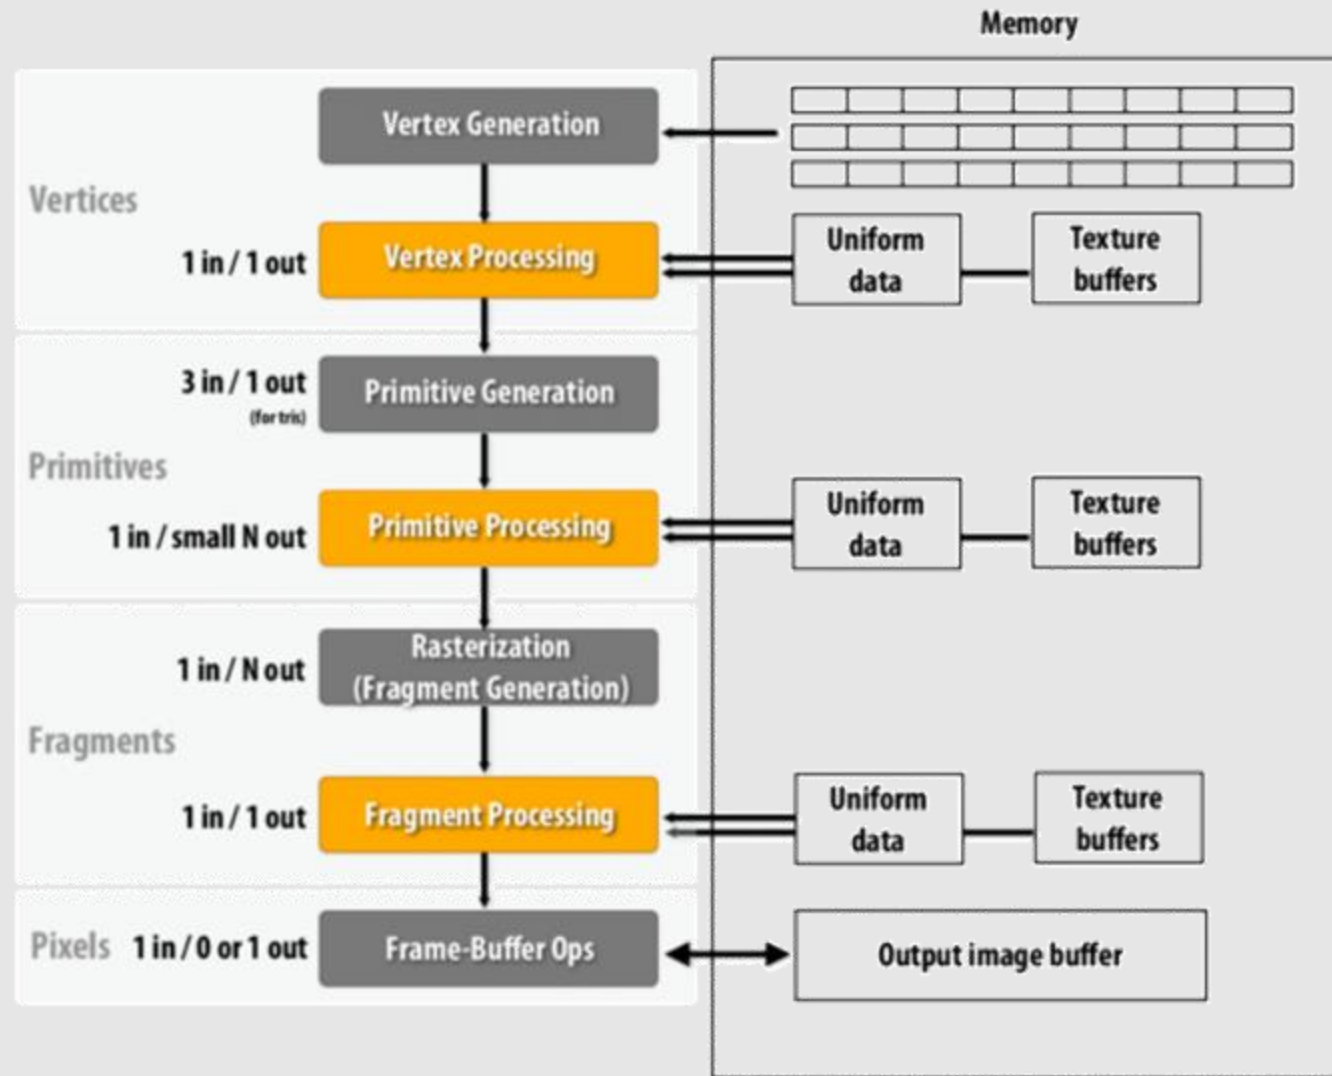 Memory
Vertex Generation
Vertices
1 in / 1 out
Vertex Processing
Uniform
data
Texture
buffers
3 in / 1 out
(for tris)
Primitive Generation
Primitives
1 in / small N out
Primitive Processing
Uniform
data
Texture
buffers
1 in / N out
Rasterization
(Fragment Generation)
Fragments
1 in / 1 out
Fragment Processing
Uniform
data
Texture
buffers
Pixels
1 in / 0 or 1 out
Frame-Buffer Ops
Output image buffer